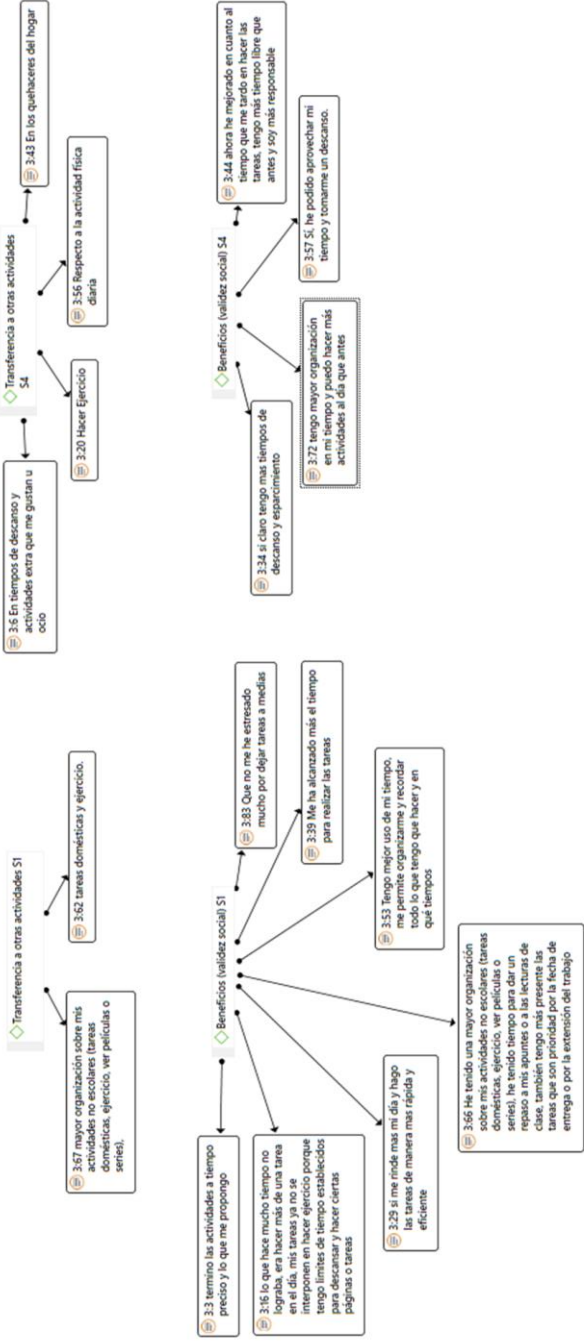 Transferencia a otras actividades S1
3:67 mayor organización sobre mis
actividades no escolares (tareas
domésticas, ejercicio, ver películas o
series).
3:62 tareas domésticas y ejercicio.
Transferencia a otras actividades
S4
3:6 En tiempos de descanso y
actividades extra que me gustan u
ocio
3:20 Hacer Ejercicio
3:56 Respecto a la actividad física
diaria
3:43 En los quehaceres del hogar
Beneficios (validez social) S1
3:3 termino las actividades a tiempo
preciso y lo que me propongo
3:16 lo que hace mucho tiempo no
lograba, era hacer más de una tarea
en el día, mis tareas ya no se
interponen en hacer ejercicio porque
tengo limites de tiempo establecidos
para descansar y hacer ciertas
páginas o tareas
3:29 si me rinde mas mi día y hago
las tareas de manera mas rápida y
eficiente
3:66 He tenido una mayor organización
sobre mis actividades no escolares (tareas
domésticas, ejercicio, ver películas o
series), he tenido tiempo para dar un
repaso a mis apuntes o a las lecturas de
clase, también tengo más presente las
tareas que son prioridad por la fecha de
entrega o por la extensión del trabajo
3:53 Tengo mejor uso de mi tiempo,
me permite organizarme y recordar
todo lo que tengo que hacer y en
qué tiempos
3:39 Me ha alcanzado más el tiempo
para realizar las tareas
3:83 Que no me he estresado
mucho por dejar tareas a medias
Beneficios (validez social) S4
3:34 si claro tengo mas tiempos de
descanso y esparcimiento
3:72 tengo mayor organización
en mi tiempo y puedo hacer más
actividades al día que antes
3:57 Sí, he podido aprovechar mi
tiempo y tomarme un descanso.
3:44 ahora he mejorado en cuanto al
tiempo que me tardo en hacer las
tareas, tengo más tiempo libre que
antes y soy más responsable